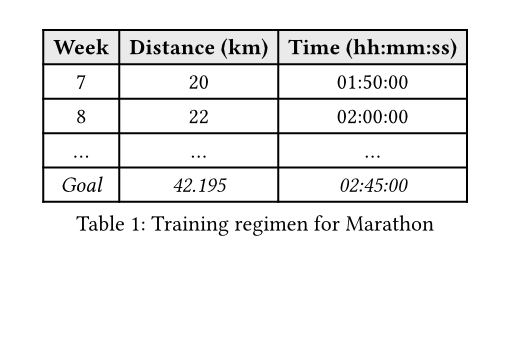 Week Distance (km) Time (hh:mm:ss)
7 20 01:50:00
8 22 02:00:00
... ... ...
Goal 42.195 02:45:00
Table 1: Training regimen for Marathon